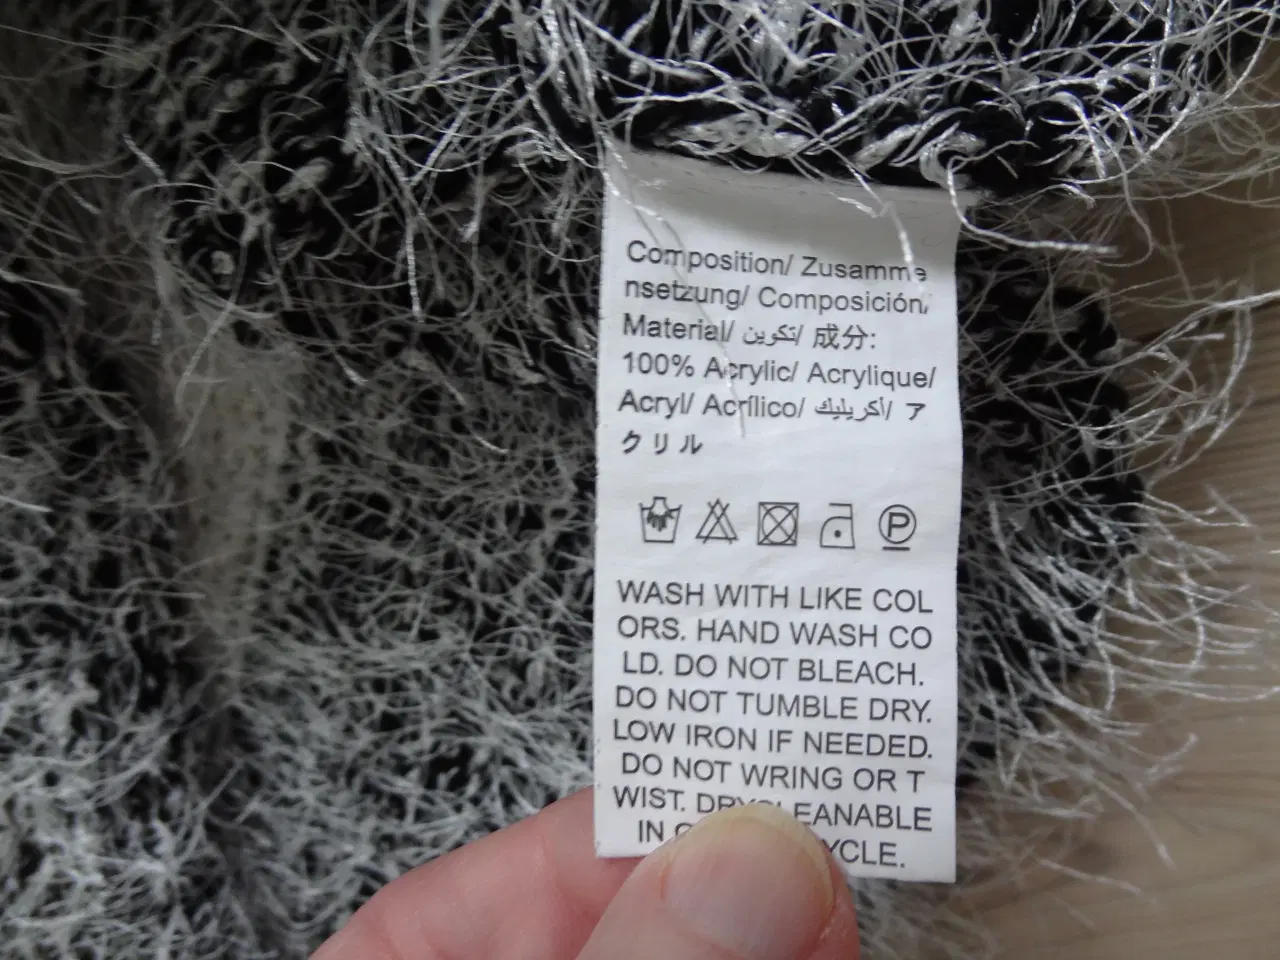 Composition/ Zusamme
nsetzung/ Composición/
Material/ تكوين/ 成分:
100% Acrylic/ Acrylique/
Acryl/ Acrílico/ أكريليك/ ア
クリル
P
WASH WITH LIKE COL
ORS. HAND WASH CO
LD. DO NOT BLEACH.
DO NOT TUMBLE DRY.
LOW IRON IF NEEDED.
DO NOT WRING OR T
WIST. DRYCLEANABLE
IN